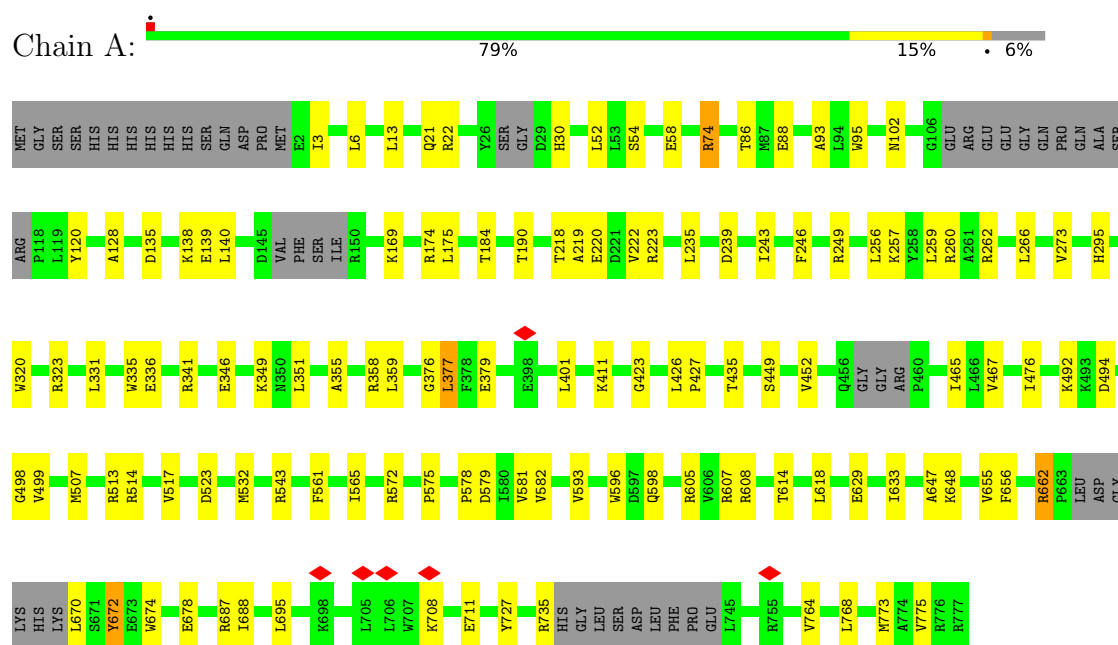 Chain A:
79% 15% • 6%
MET GLY SER SER HIS HIS HIS HIS HIS HIS SER GLN ASP PRO MET E2 I3 L6 L13 Q21 R22 Y26 SER GLY D29 H30 L52 L53 S54 E58 R74 T86 M87 E88 A93 L94 W95 N102 G106 GLU ARG GLU GLU GLY GLN PRO GLN ALA SER
ARG P118 L119 Y120 A128 D135 K138 E139 L140 D145 VAL PHE SER ILE R150 K169 R174 L175 T184 T190 T218 A219 E220 D221 V222 R223 L235 D239 I243 F246 R249 L256 K257 Y258 L259 R260 A261 R262 L266 V273 H295
W320 R323 L331 W335 E336 R341 E346 K349 N350 L351 A355 R358 L359 G376 L377 F378 E379 E398 L401 K411 G423 L426 P427 T435 S449 V452 Q456 GLY GLY ARG P460 I465 L466 V467 I476 K492 K493 D494
G498 V499 M507 R513 R514 V517 D523 M532 R543 F561 I565 R572 P575 P578 D579 I580 V581 V582 V593 W596 D597 Q598 R605 V606 R607 R608 T614 L618 E629 I633 A647 K648 V655 F656 R662 P663 LEU ASP GLY
LYS HIS LYS L670 S671 Y672 E673 W674 E678 R687 I688 L695 K698 L705 L706 W707 K708 E711 Y727 R735 HIS GLY LEU SER ASP LEU PHE PRO GLU L745 R755 V764 L768 M773 A774 V775 R776 R777